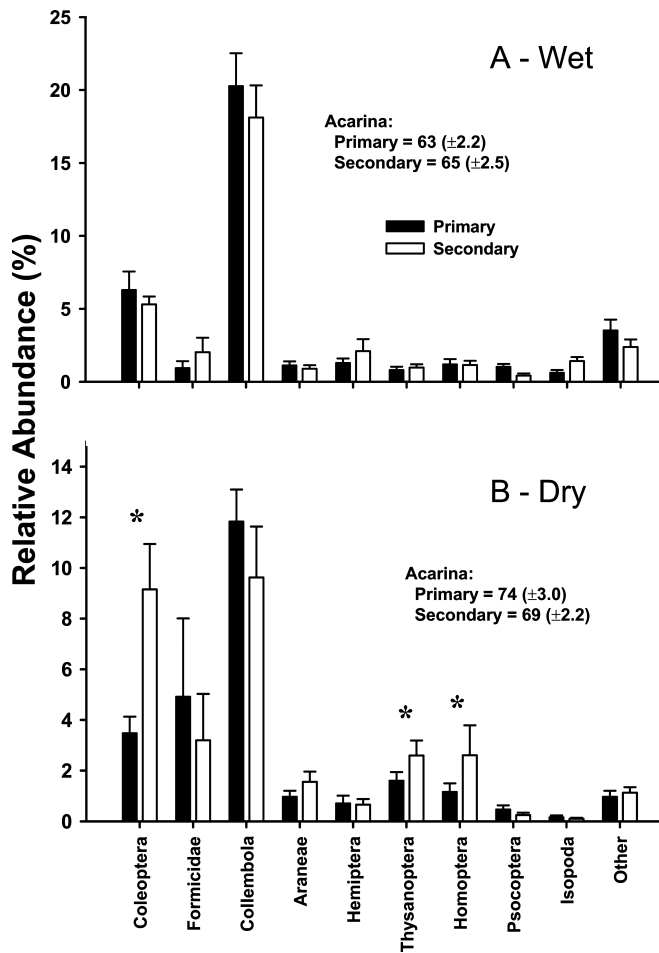 Relative Abundance (%)
25
20
15
10
5
0
A - Wet
Acarina:
Primary = 63 (±2.2)
Secondary = 65 (±2.5)
Primary
Secondary
14
12
10
8
6
4
2
0
B - Dry
Acarina:
Primary = 74 (±3.0)
Secondary = 69 (±2.2)
*
*
*
Coleoptera
Formicidae
Collembola
Araneae
Hemiptera
Thysanoptera
Homoptera
Psocoptera
Isopoda
Other